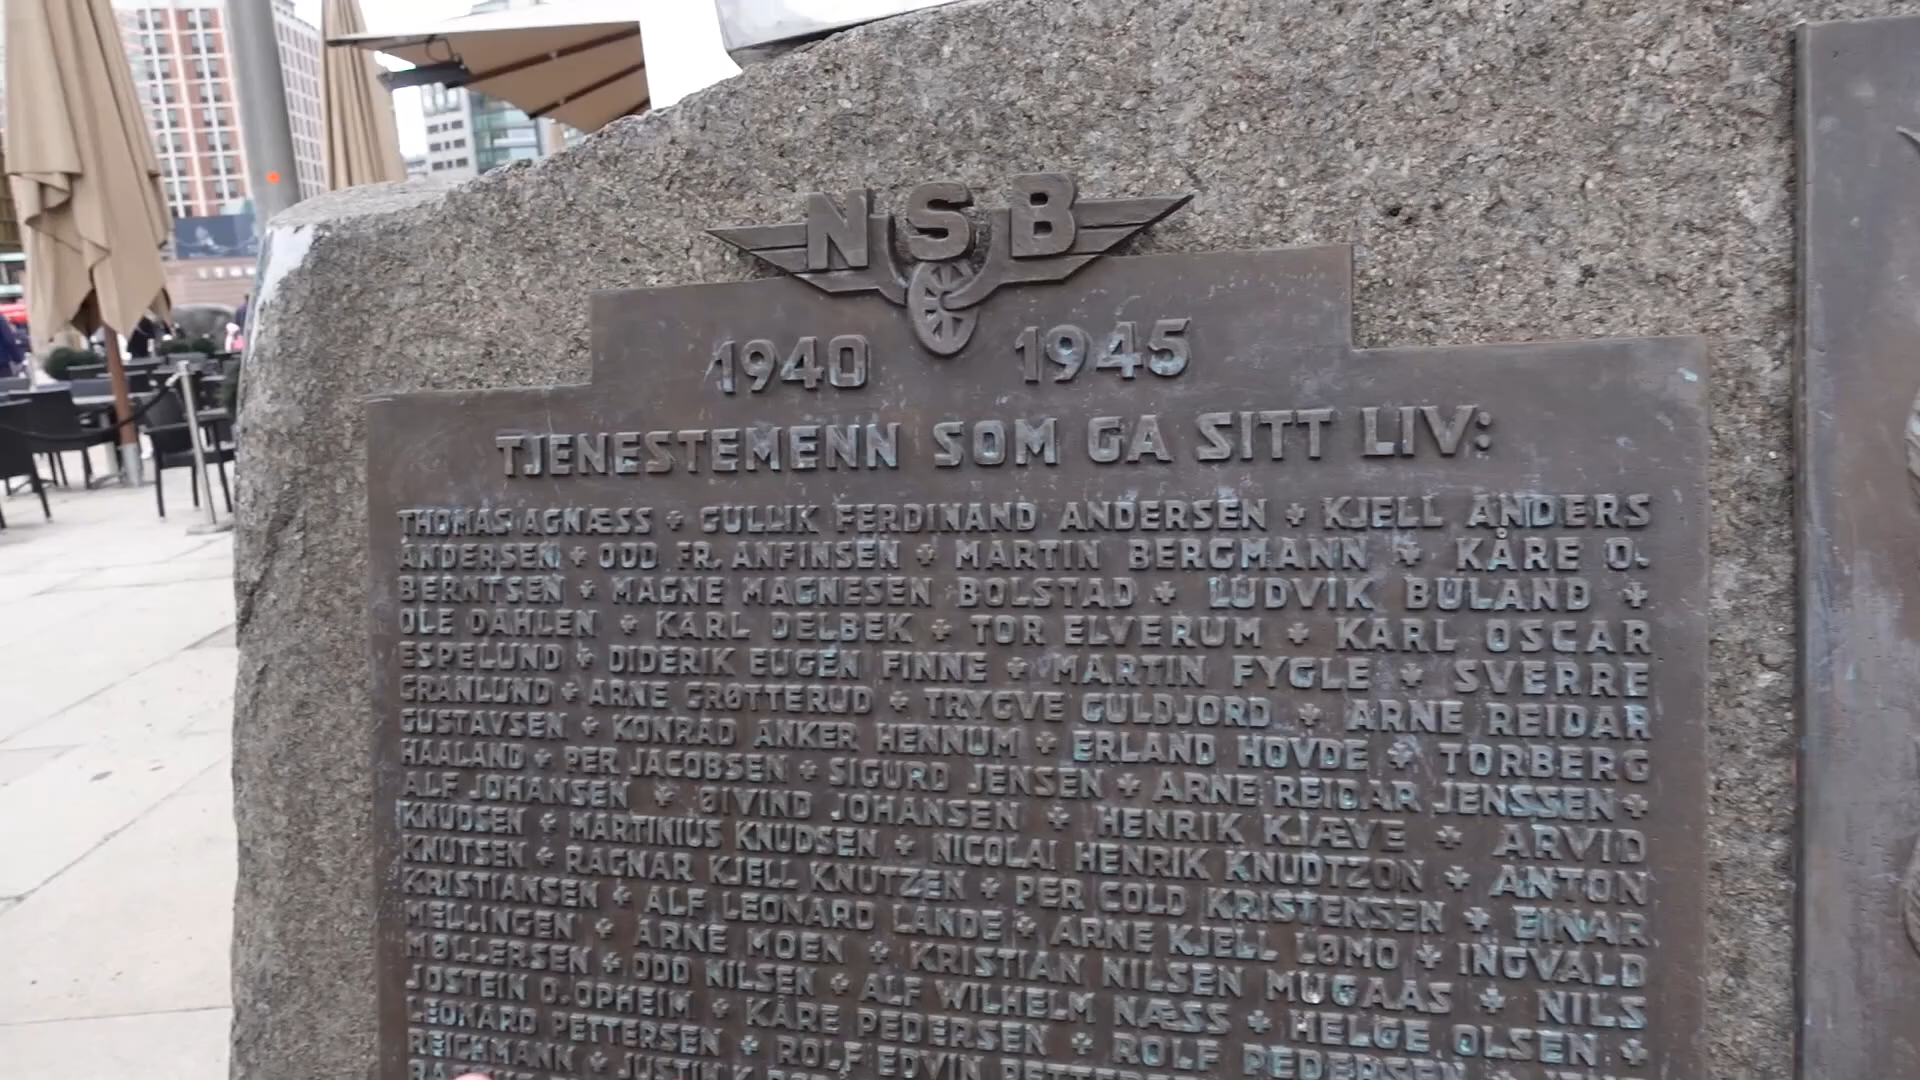 NSB
1940 1945
TJENESTEMENN SOM GA SITT LIV:
THOMAS AGNÆSS + GULLIK FERDINAND ANDERSEN + KJELL ANDERS
ANDERSEN + ODD FR. ANFINSEN + MARTIN BERGMANN + KÅRE O.
BERNTSEN + MAGNE MAGNESEN BOLSTAD + LUDVIK BULAND +
OLE DAHLEN + KARL DELBEK + TOR ELVERUM + KARL OSCAR
ESPELUND + DIDERIK EUGEN FINNE + MARTIN FYGLE + SVERRE
GRANLUND + ARNE GRØTTERUD + TRYGVE GULDJORD + ARNE REIDAR
GUSTAVSEN + KONRAD ANKER HENNUM + ERLAND HOVDE + TORBERG
HAALAND + PER JACOBSEN + SIGURD JENSEN + ARNE REIDAR JENSSEN +
ALF JOHANSEN + ØIVIND JOHANSEN + HENRIK KJÆVE + ARVID
KNUDSEN + MARTINIUS KNUDSEN + NICOLAI HENRIK KNUDTZON + ANTON
KNUTSEN + RAGNAR KJELL KNUTZEN + PER COLD KRISTENSEN + EINAR
KRISTIANSEN + ALF LEONARD LANDE + ARNE KJELL LØMO + INGVALD
MELLINGEN + ARNE MOEN + KRISTIAN NILSEN MUGAAS + NILS
MØLLERSEN + ODD NILSEN + ALF WILHELM NÆSS + HELGE OLSEN +
JOSTEIN O. OPHEIM + KÅRE PEDERSEN + ROLF PEDERSEN +
LEONARD PETTERSEN + ROLF EDVIN
REICHMANN +